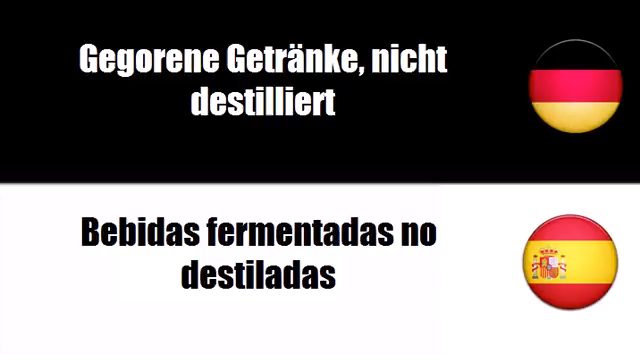 Gegorene Getränke, nicht
destilliert
Bebidas fermentadas no
destiladas